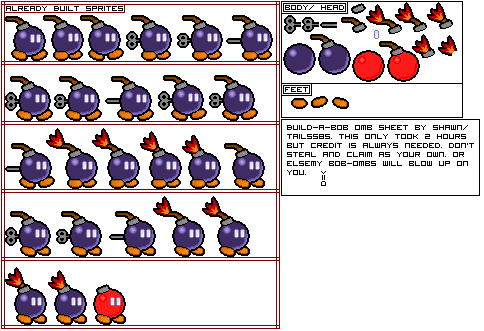 ALREADY BUILT SPRITES
BODY/ HEAD
FEET
BUILD-A-BOB OMB SHEET BY SHAWN/
TAILSSBS. THIS ONLY TOOK 2 HOURS
BUT CREDIT IS ALWAYS NEEDED. DON'T
STEAL AND CLAIM AS YOUR OWN. OR
ELSEMY BOB-OMBS WILL BLOW UP ON
YOU.